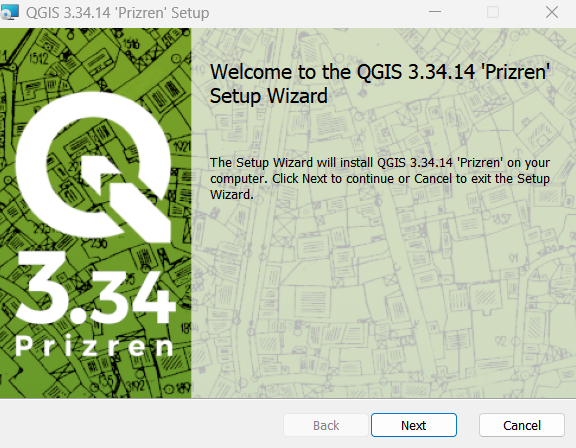 QGIS 3.34.14 'Prizren' Setup
Welcome to the QGIS 3.34.14 'Prizren'
Setup Wizard
The Setup Wizard will install QGIS 3.34.14 'Prizren' on your
computer. Click Next to continue or Cancel to exit the Setup
Wizard.
3.34
Prizren
Back
Next
Cancel